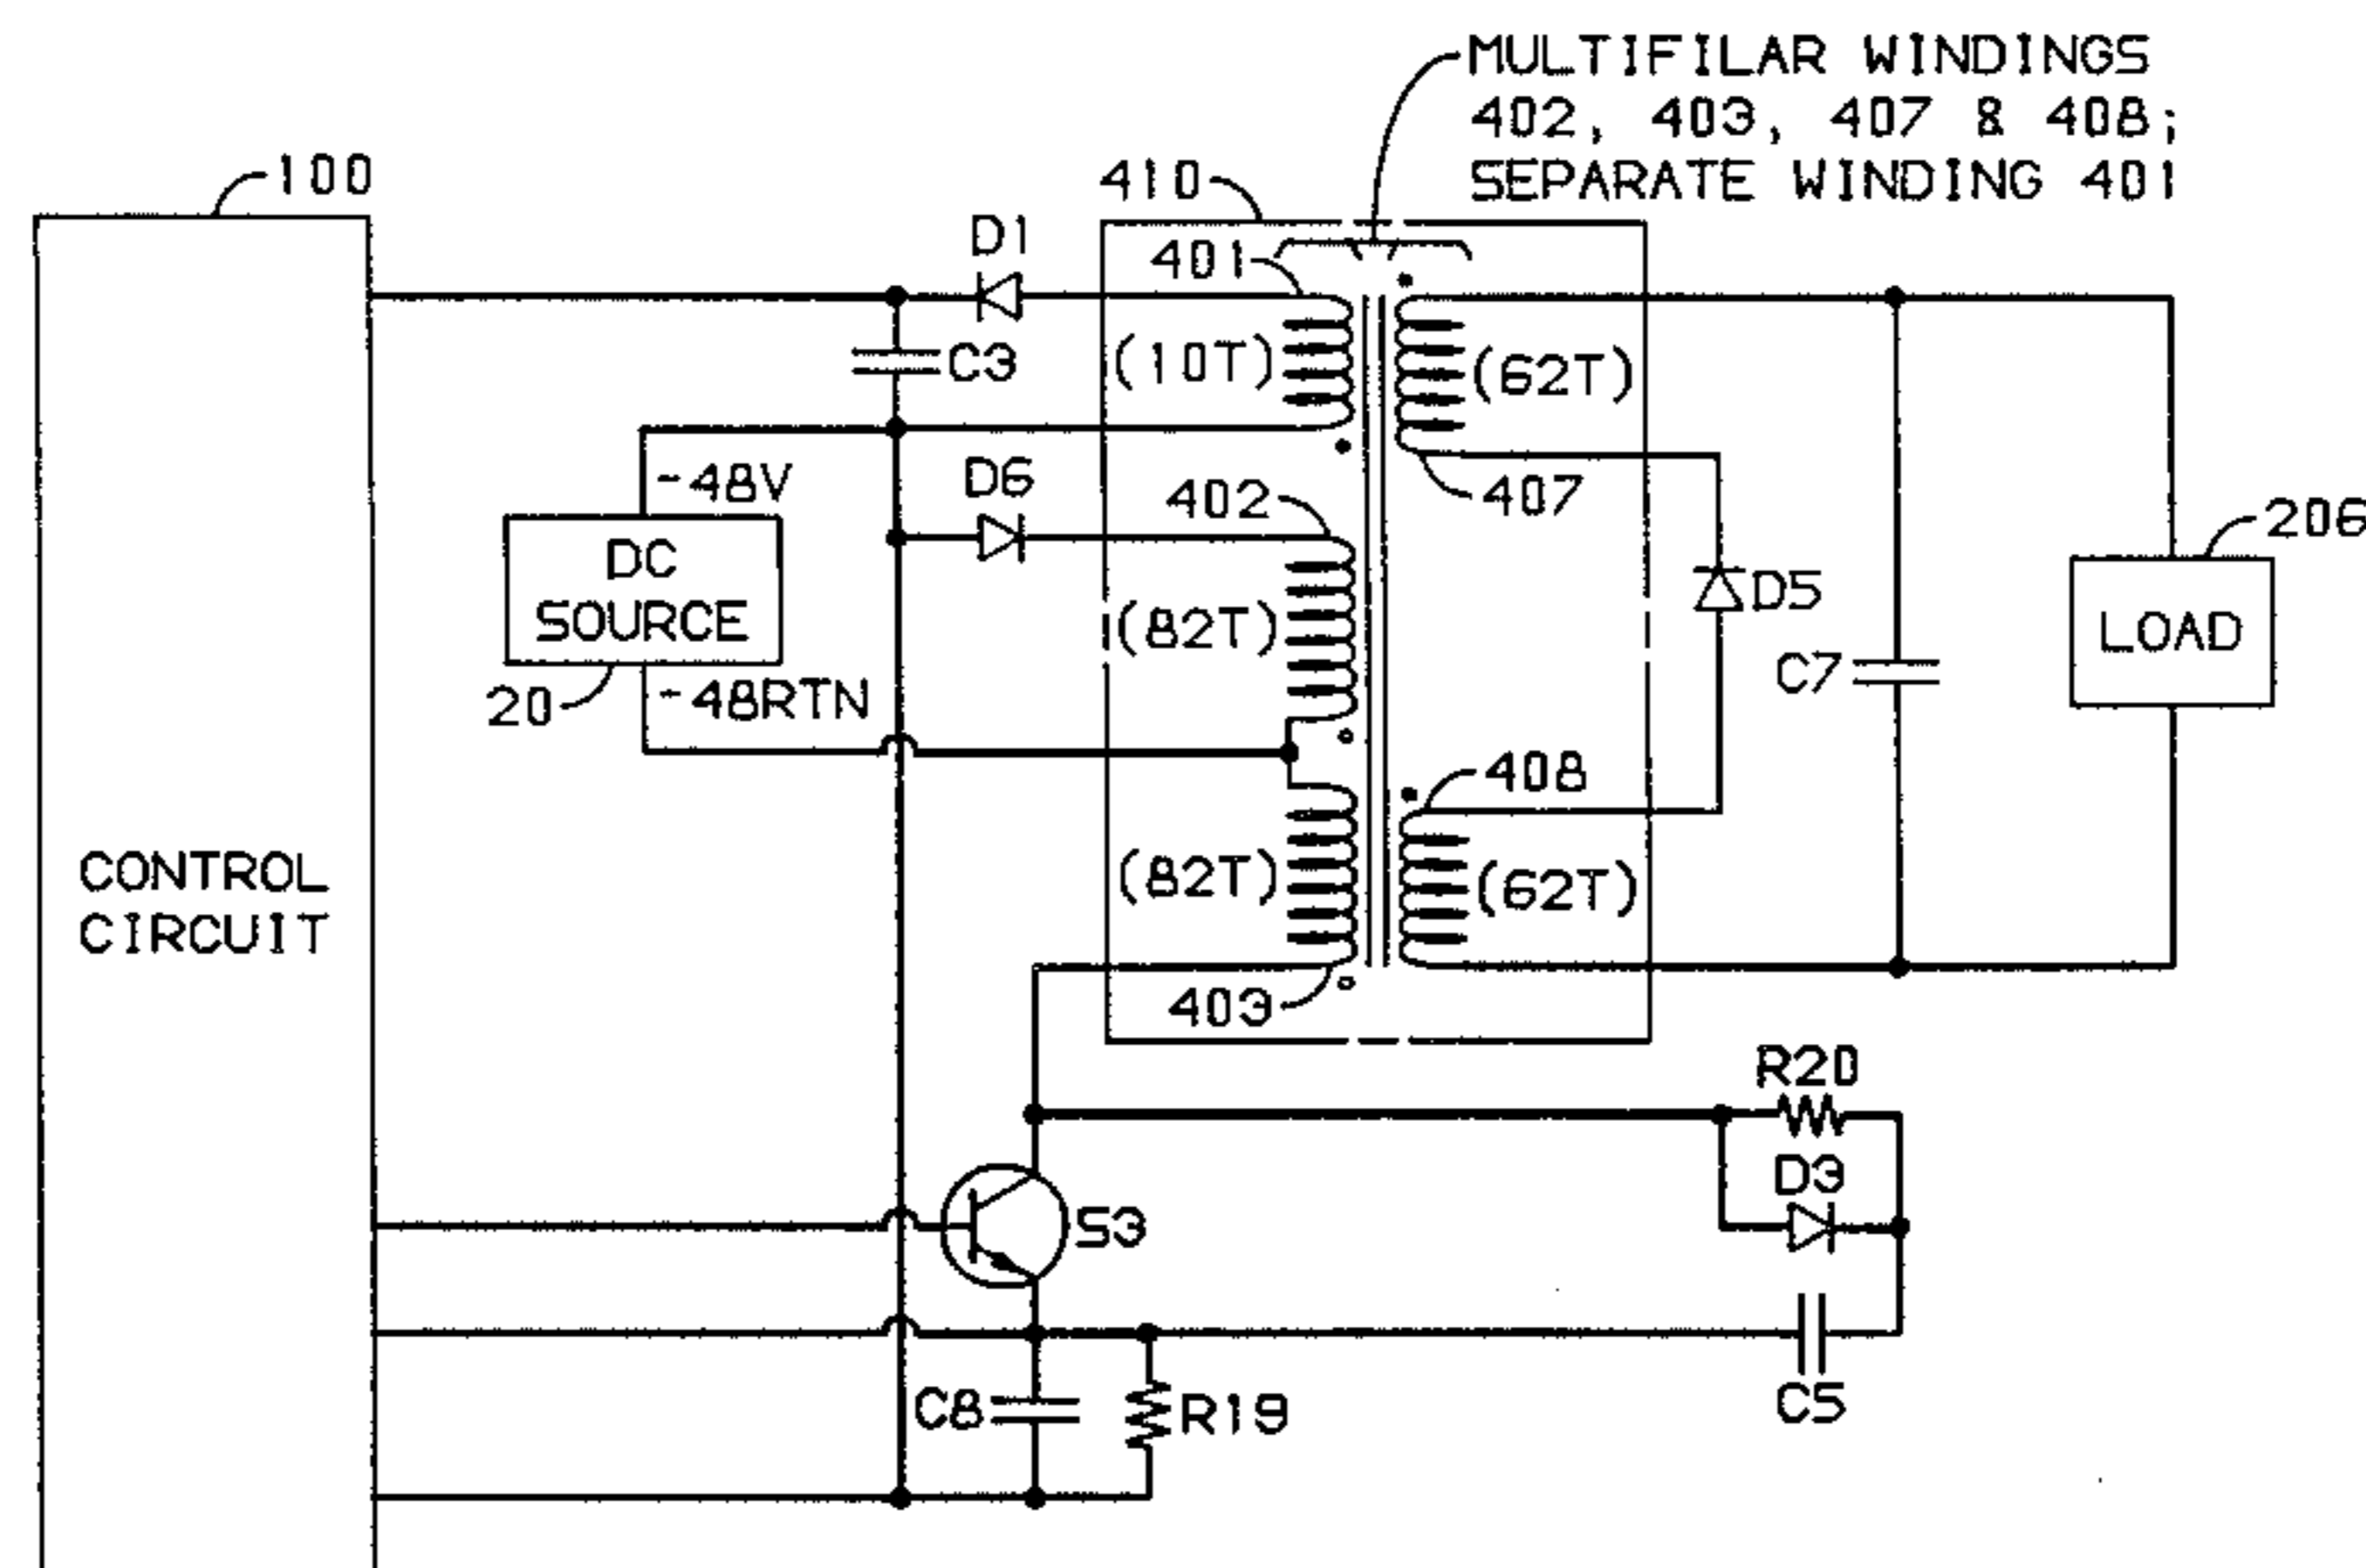 MULTIFILAR WINDINGS
402, 403, 407 & 408;
SEPARATE WINDING 401
100
410
D1
401
C3
(10T)
(62T)
-48V
D6
402
407
206
DC
SOURCE
(82T)
D5
LOAD
C7
20
-48RTN
408
CONTROL
CIRCUIT
(82T)
(62T)
403
R20
D3
S3
C8
R19
C5